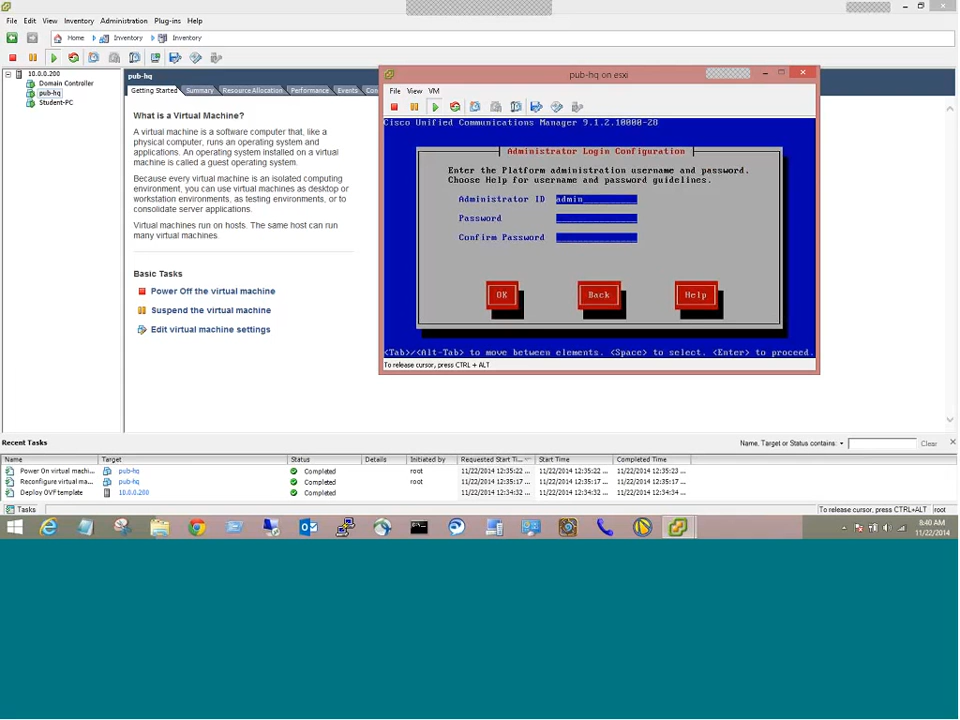 File Edit View Inventory Administration Plug-ins Help
Home Inventory Inventory
10.0.0.200
Domain Controller
pub-hq
Student-PC
pub-hq
Getting Started Summary Resource Allocation Performance Events Con
What is a Virtual Machine?
A virtual machine is a software computer that, like a
physical computer, runs an operating system and
applications. An operating system installed on a virtual
machine is called a guest operating system.
Because every virtual machine is an isolated computing
environment, you can use virtual machines as desktop or
workstation environments, as testing environments, or to
consolidate server applications.
Virtual machines run on hosts. The same host can run
many virtual machines.
Basic Tasks
Power Off the virtual machine
Suspend the virtual machine
Edit virtual machine settings
pub-hq on esxi
File View VM
Cisco Unified Communications Manager 9.1.2.10000-28
Administrator Login Configuration
Enter the Platform administration username and password.
Choose Help for username and password guidelines.
Administrator ID admin
Password
Confirm Password
OK Back Help
<Tab>/<Alt-Tab> to move between elements. <Space> to select. <Enter> to proceed.
To release cursor, press CTRL + ALT
Recent Tasks
Name, Target or Status contains: Clear
Name Target Status Details Initiated by Requested Start Ti... Start Time Completed Time
Power On virtual machi... pub-hq Completed root 11/22/2014 12:35:22 ... 11/22/2014 12:35:22 ... 11/22/2014 12:35:23 ...
Reconfigure virtual ma... pub-hq Completed root 11/22/2014 12:35:17 ... 11/22/2014 12:35:17 ... 11/22/2014 12:35:17 ...
Deploy OVF template 10.0.0.200 Completed 11/22/2014 12:34:32 ... 11/22/2014 12:34:32 ... 11/22/2014 12:34:34 ...
Tasks To release cursor, press CTRL+ALT root
8:40 AM
11/22/2014